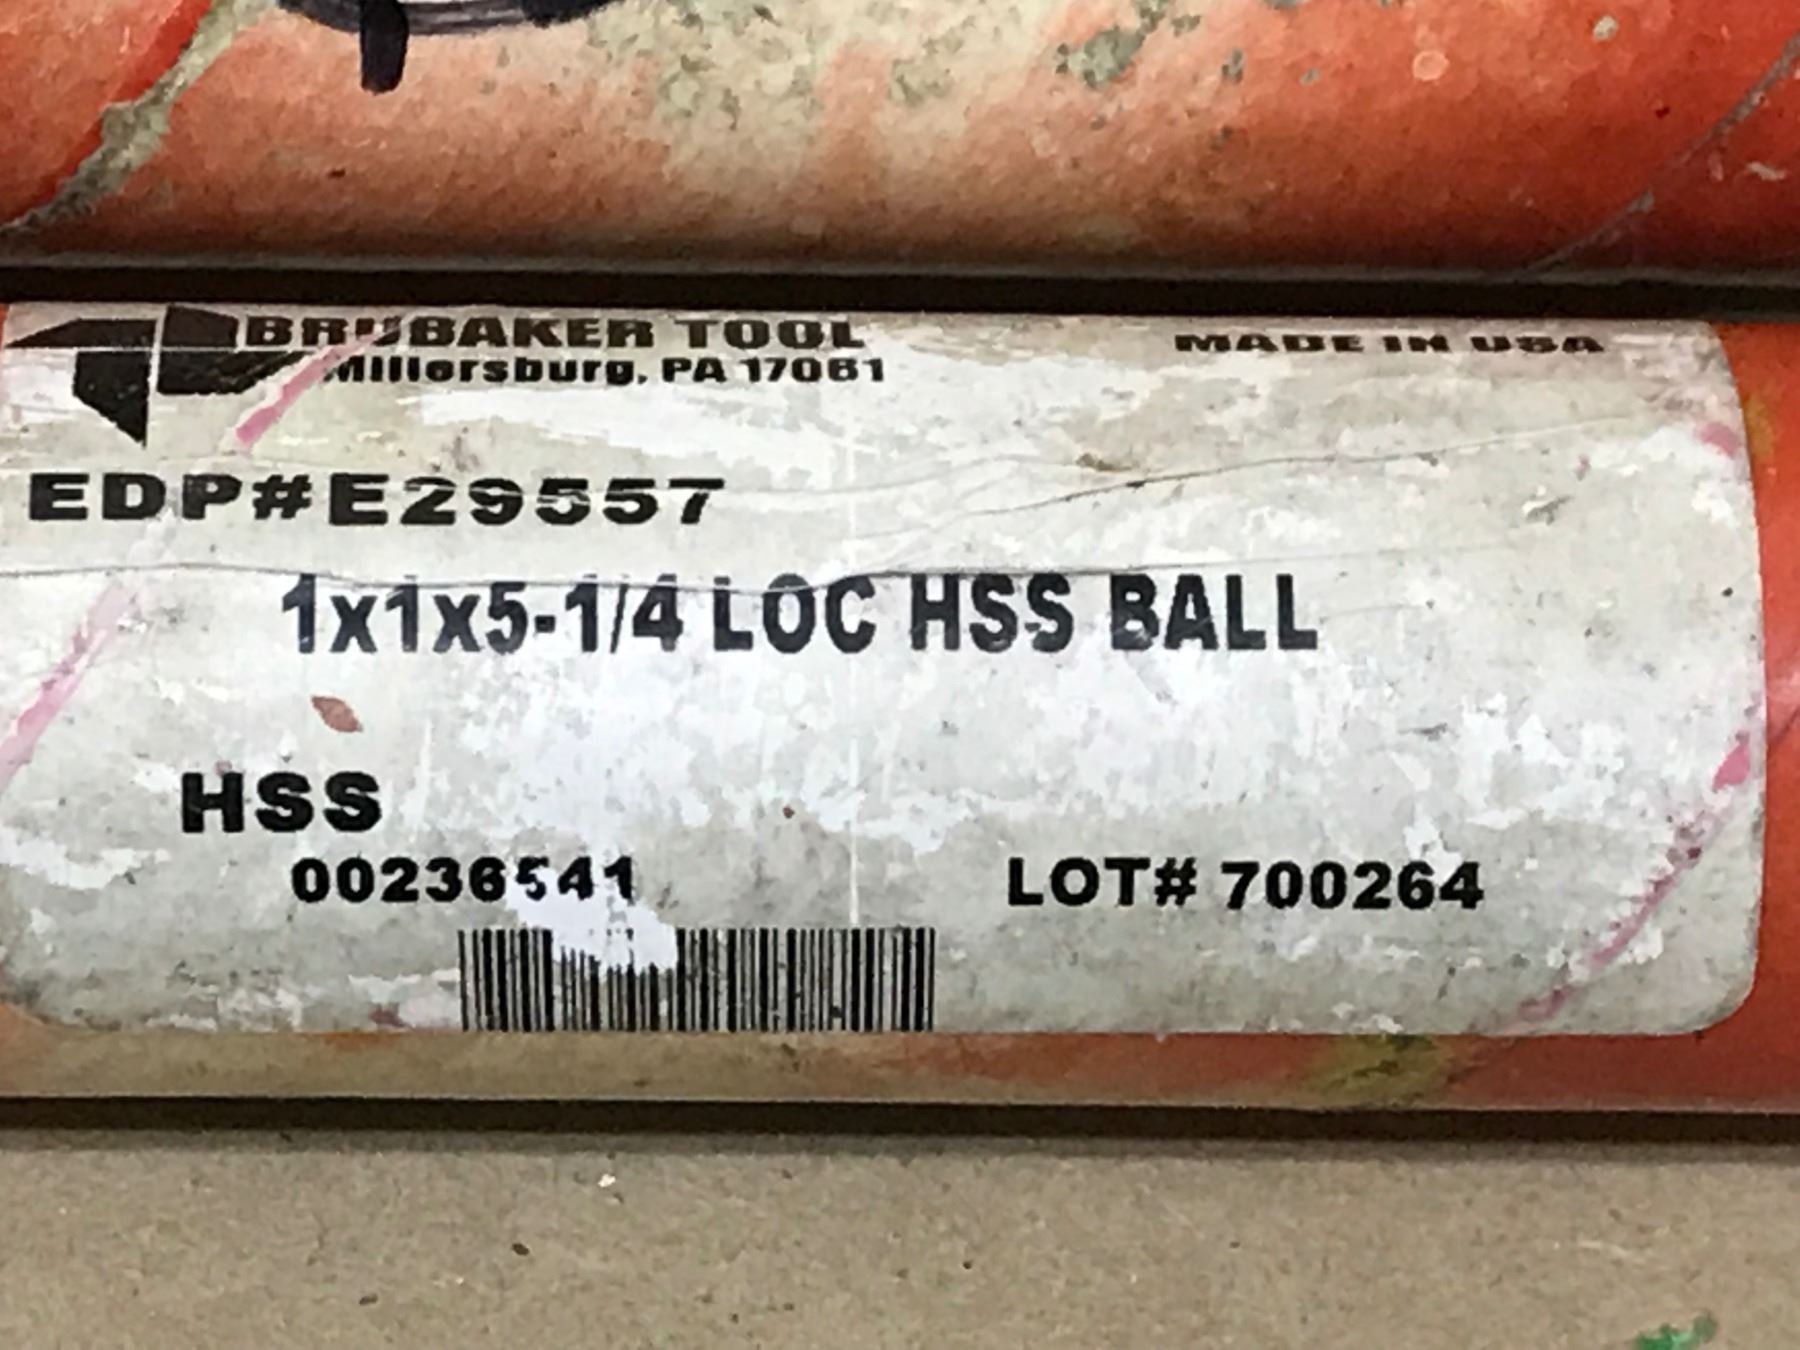 BRUBAKER TOOL
MADE IN USA
Millersburg, PA 17061
EDP#E29557
1x1x5-1/4 LOC HSS BALL
HSS
00236541
LOT# 700264